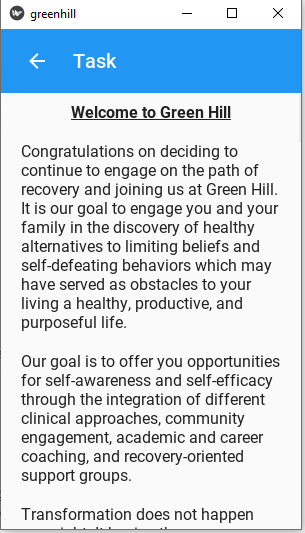 greenhill
Task
Welcome to Green Hill
Congratulations on deciding to
continue to engage on the path of
recovery and joining us at Green Hill.
It is our goal to engage you and your
family in the discovery of healthy
alternatives to limiting beliefs and
self-defeating behaviors which may
have served as obstacles to your
living a healthy, productive, and
purposeful life.
Our goal is to offer you opportunities
for self-awareness and self-efficacy
through the integration of different
clinical approaches, community
engagement, academic and career
coaching, and recovery-oriented
support groups.
Transformation does not happen